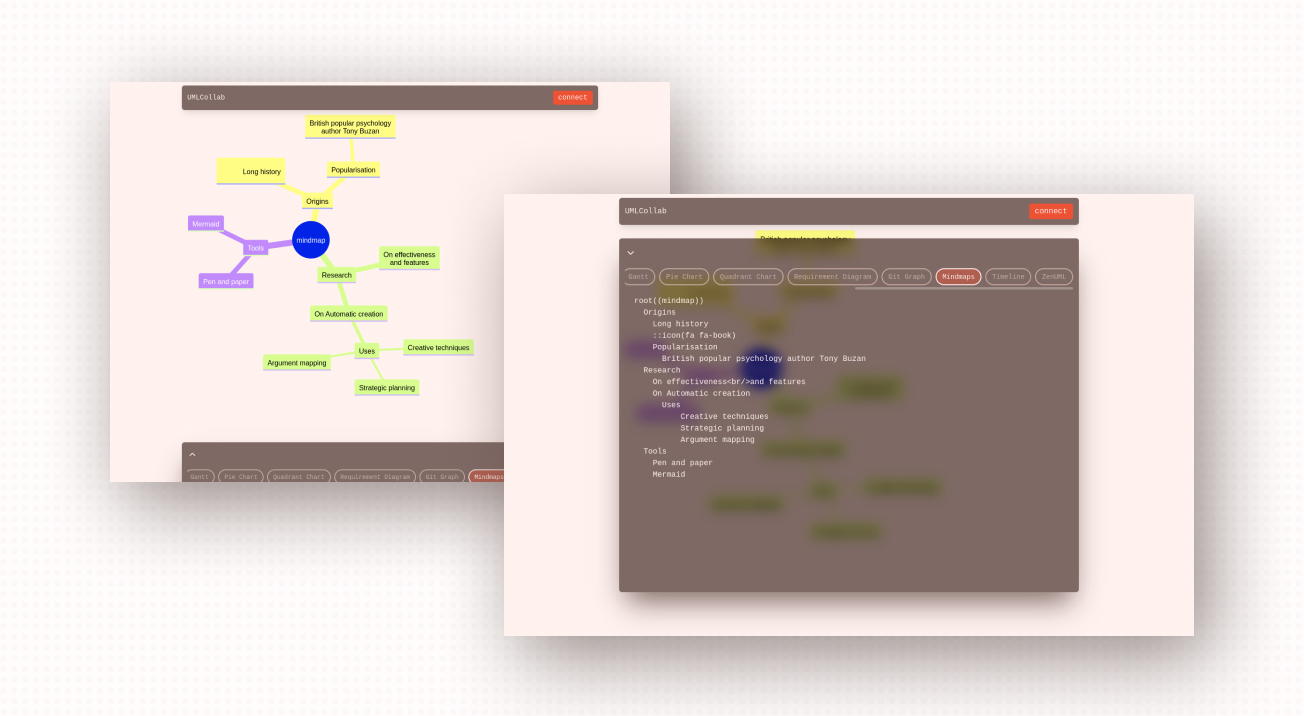 UMLCollab
connect
British popular psychology
author Tony Buzan
Long history
Popularisation
Origins
Mermaid
Tools
mindmap
On effectiveness
and features
Research
Pen and paper
On Automatic creation
Uses
Creative techniques
Argument mapping
Strategic planning
Gantt
Pie Chart
Quadrant Chart
Requirement Diagram
Git Graph
Mindmaps
UMLCollab
connect
British popular psychology
Gantt
Pie Chart
Quadrant Chart
Requirement Diagram
Git Graph
Mindmaps
Timeline
ZenUML
root((mindmap))
Origins
Long history
::icon(fa fa-book)
Popularisation
British popular psychology author Tony Buzan
Research
On effectiveness<br/>and features
On Automatic creation
Uses
Creative techniques
Strategic planning
Argument mapping
Tools
Pen and paper
Mermaid